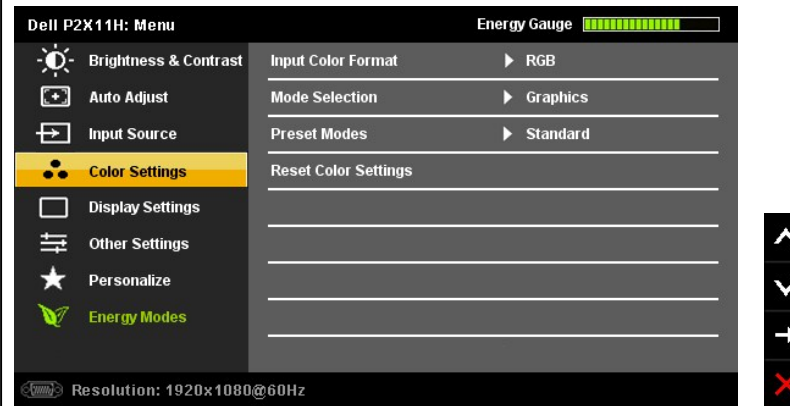 Dell P2X11H: Menu
Energy Gauge
Brightness & Contrast
Auto Adjust
Input Source
Color Settings
Display Settings
Other Settings
Personalize
Energy Modes
Input Color Format
RGB
Mode Selection
Graphics
Preset Modes
Standard
Reset Color Settings
Resolution: 1920x1080@60Hz